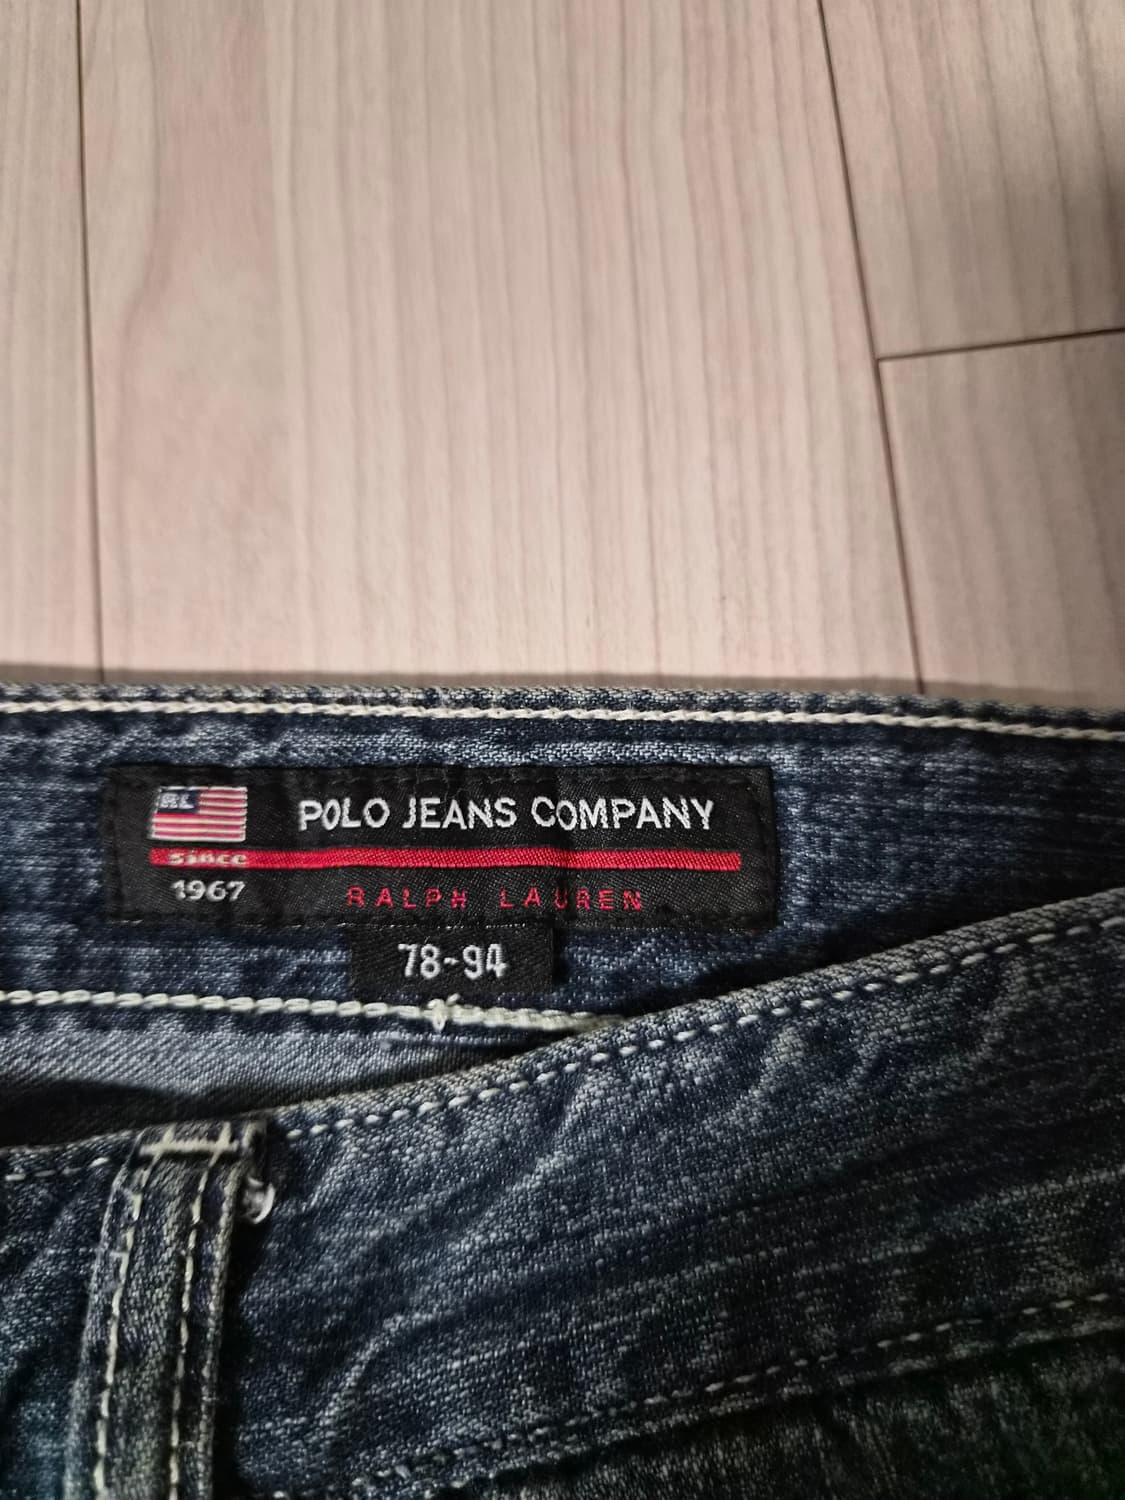 RL
POLO JEANS COMPANY
since
1967
RALPH LAUREN
78-94